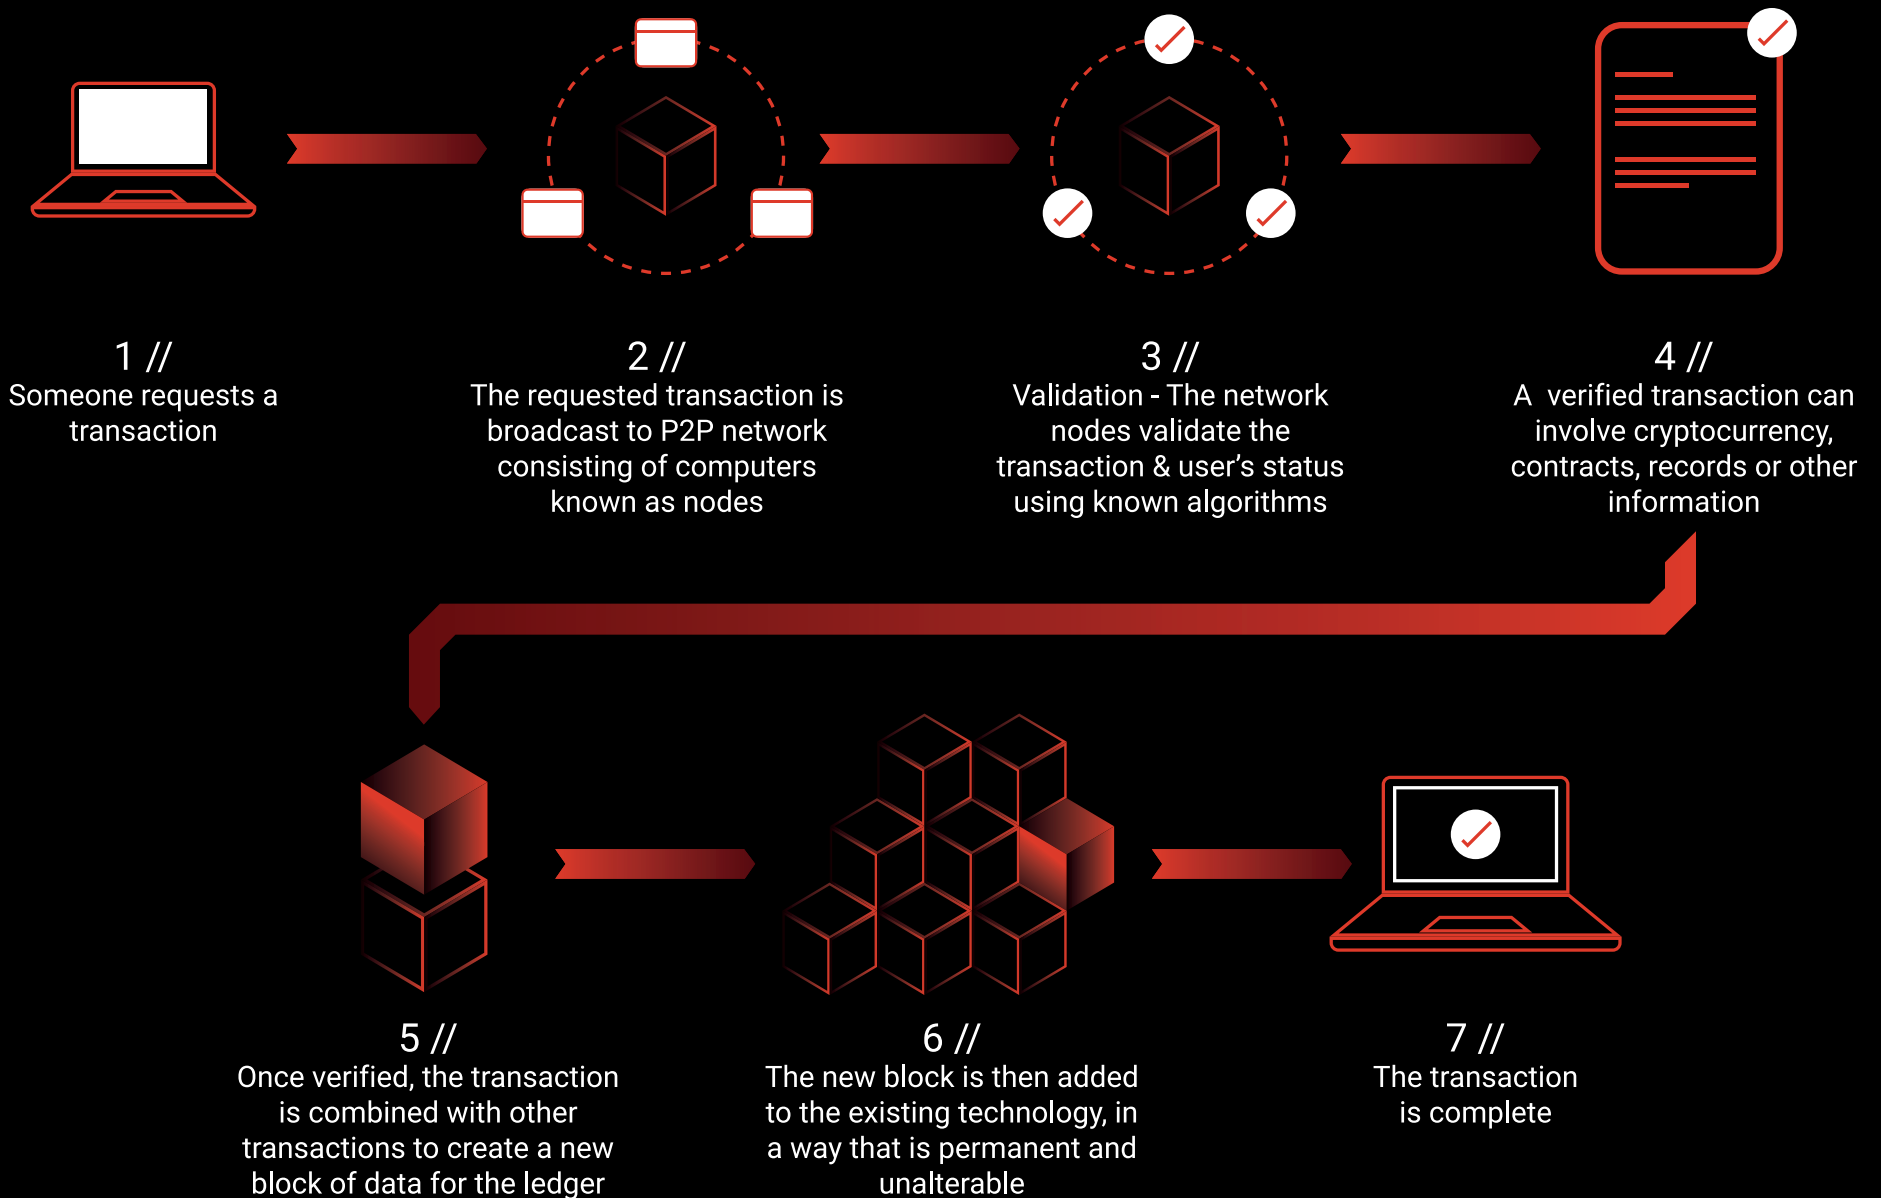 1 //
Someone requests a
transaction
2 //
The requested transaction is
broadcast to P2P network
consisting of computers
known as nodes
3 //
Validation - The network
nodes validate the
transaction & user’s status
using known algorithms
4 //
A  verified transaction can
involve cryptocurrency,
contracts, records or other
information
5 //
Once verified, the transaction
is combined with other
transactions to create a new
block of data for the ledger
6 //
The new block is then added
to the existing technology, in
a way that is permanent and
unalterable
7 //
The transaction
is complete